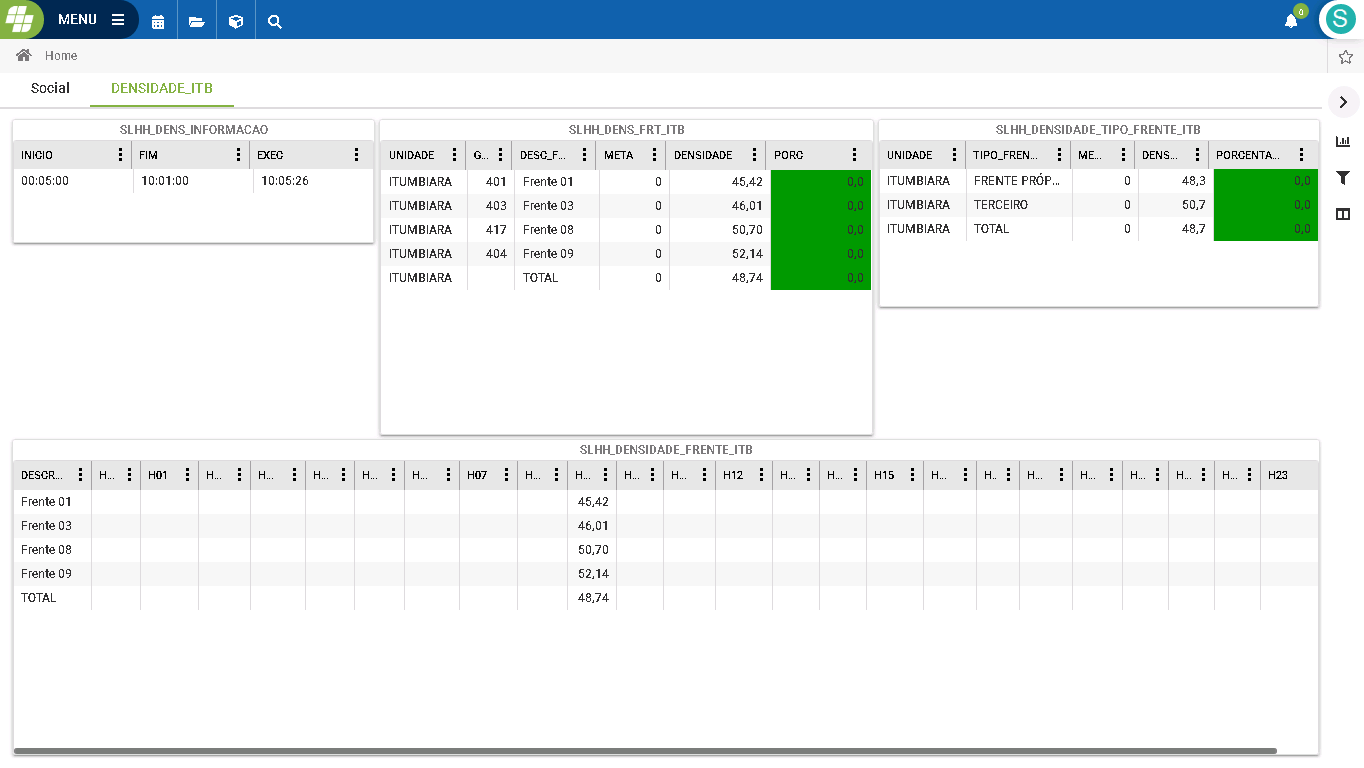 MENU
0
S
Home
Social DENSIDADE_ITB
SLHH_DENS_INFORMACAO
INICIO FIM EXEC
00:05:00 10:01:00 10:05:26
SLHH_DENS_FRT_ITB
UNIDADE G... DESC_F... META DENSIDADE PORC
ITUMBIARA 401 Frente 01 0 45,42 0,0
ITUMBIARA 403 Frente 03 0 46,01 0,0
ITUMBIARA 417 Frente 08 0 50,70 0,0
ITUMBIARA 404 Frente 09 0 52,14 0,0
ITUMBIARA TOTAL 0 48,74 0,0
SLHH_DENSIDADE_TIPO_FRENTE_ITB
UNIDADE TIPO_FREN... ME... DENS... PORCENTA...
ITUMBIARA FRENTE PRÓP... 0 48,3 0,0
ITUMBIARA TERCEIRO 0 50,7 0,0
ITUMBIARA TOTAL 0 48,7 0,0
SLHH_DENSIDADE_FRENTE_ITB
DESCR... H... H01 H... H... H... H... H... H07 H... H... H... H... H12 H... H... H15 H... H... H... H... H... H... H... H23
Frente 01 45,42
Frente 03 46,01
Frente 08 50,70
Frente 09 52,14
TOTAL 48,74